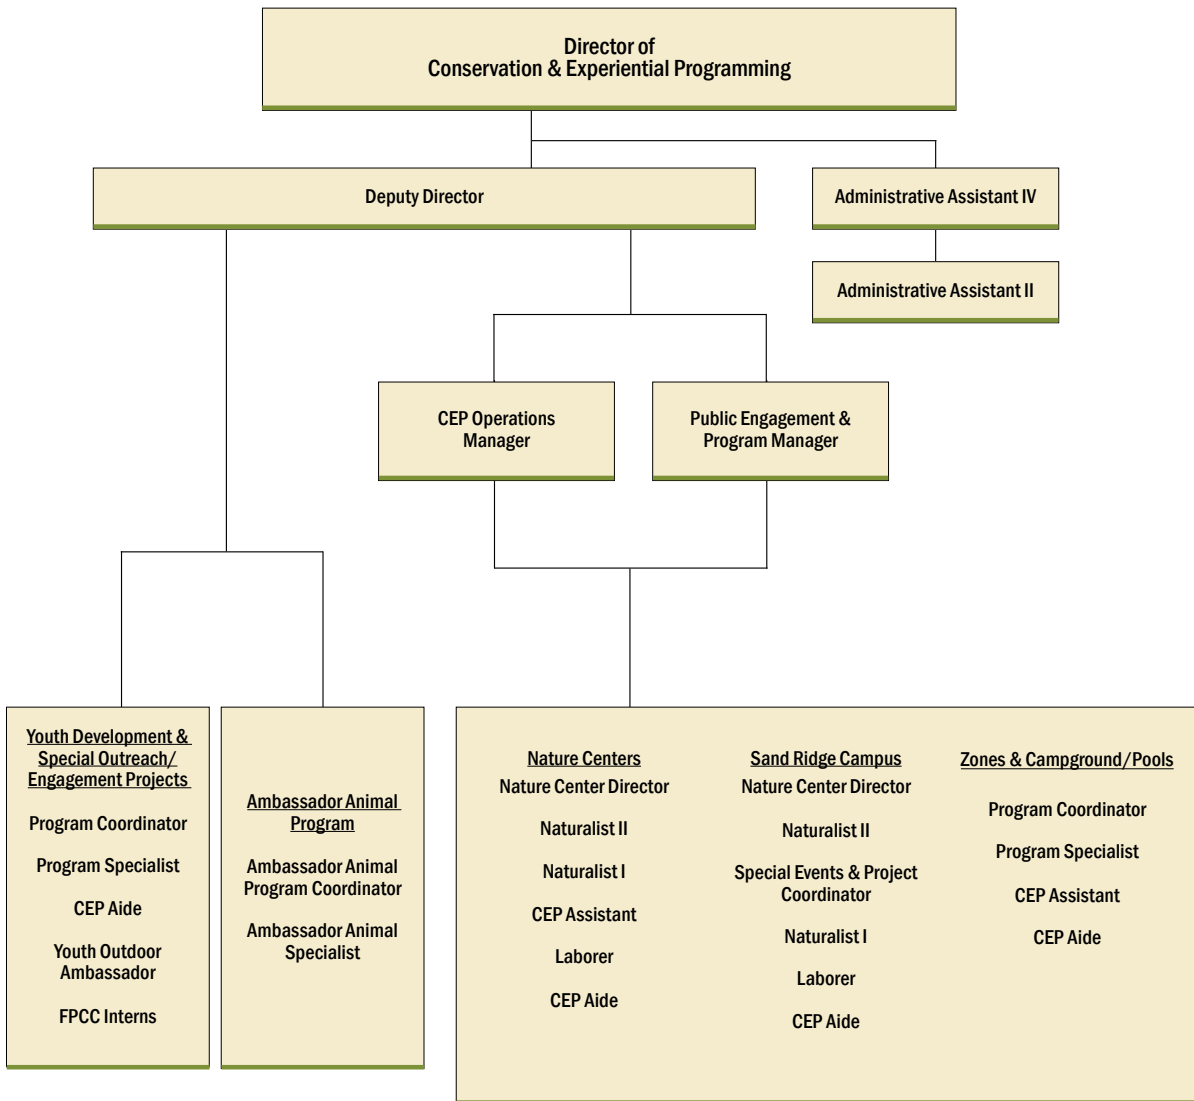 Director of
Conservation & Experiential Programming
Deputy Director
Administrative Assistant IV
Administrative Assistant II
CEP Operations
Manager
Public Engagement &
Program Manager
Youth Development &
Special Outreach/
Engagement Projects
Program Coordinator
Program Specialist
CEP Aide
Youth Outdoor
Ambassador
FPCC Interns
Ambassador Animal
Program
Ambassador Animal
Program Coordinator
Ambassador Animal
Specialist
Nature Centers
Nature Center Director
Naturalist II
Naturalist I
CEP Assistant
Laborer
CEP Aide
Sand Ridge Campus
Nature Center Director
Naturalist II
Special Events & Project
Coordinator
Naturalist I
Laborer
CEP Aide
Zones & Campground/Pools
Program Coordinator
Program Specialist
CEP Assistant
CEP Aide